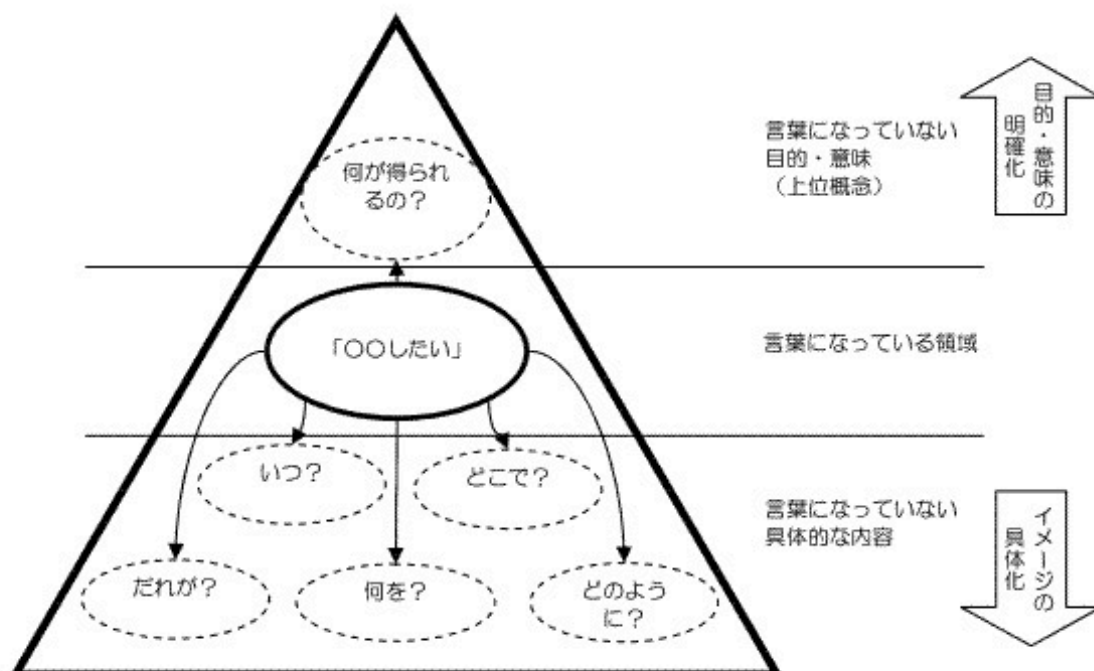 何が得られ
るの？
言葉になっていない
目的・意味
（上位概念）
目的・意味の
明確化
「〇〇したい」
言葉になっている領域
いつ？
どこで？
だれが？
何を？
どのよう
に？
言葉になっていない
具体的な内容
イメージの
具体化